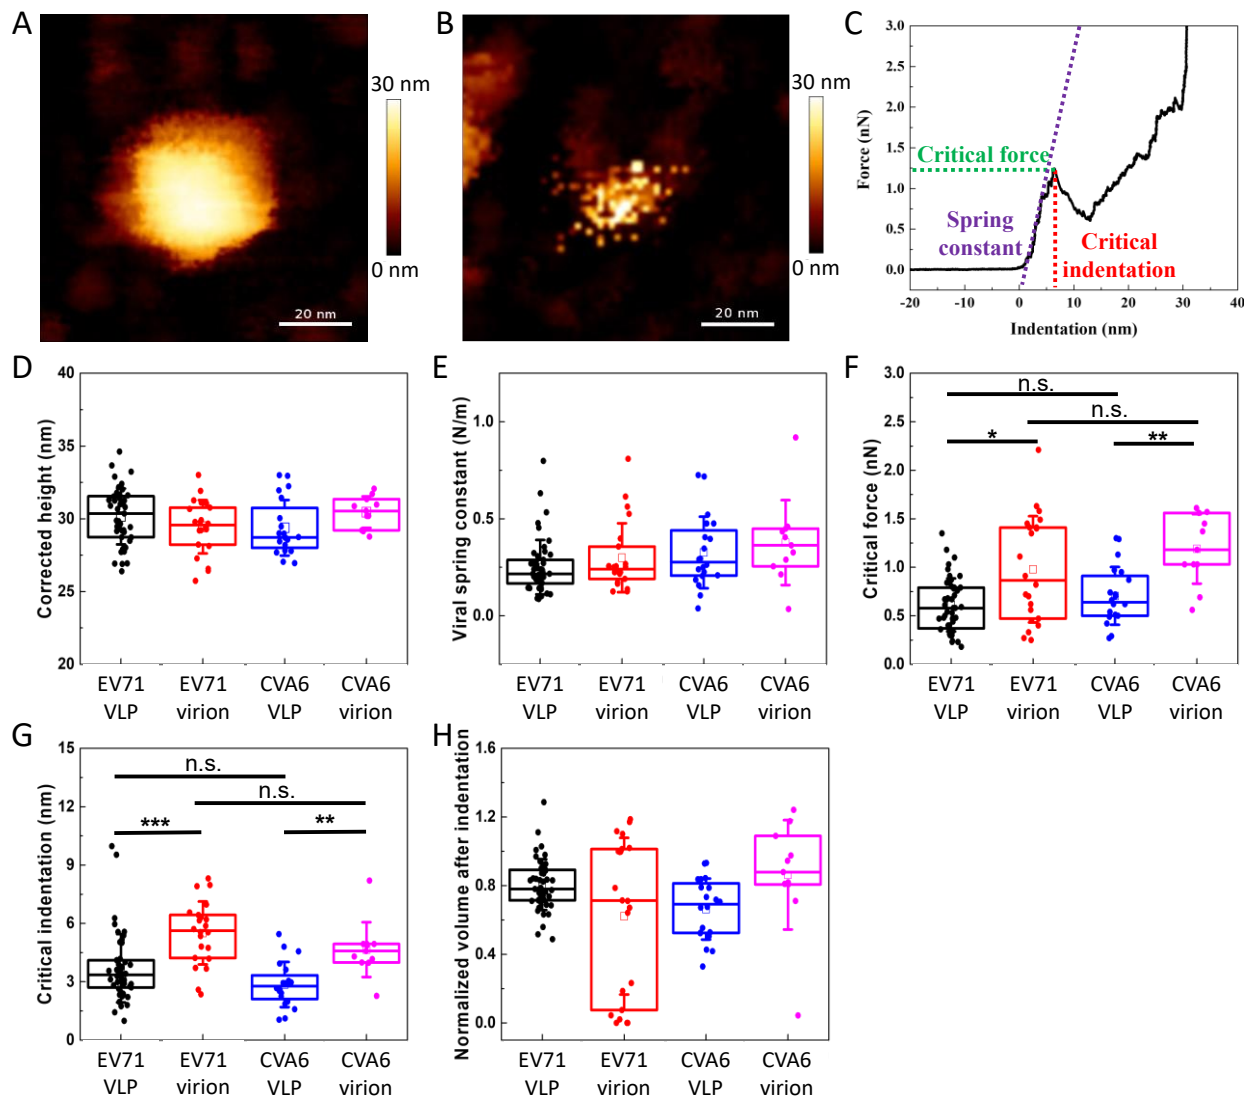 A
30 nm
0 nm
20 nm
B
30 nm
0 nm
20 nm
C
3.0
2.5
2.0
1.5
1.0
0.5
0.0
Force (nN)
Critical force
Spring
constant
Critical
indentation
-20
-10
0
10
20
30
40
Indentation (nm)
D
40
35
30
25
20
Corrected height (nm)
EV71
VLP
EV71
virion
CVA6
VLP
CVA6
virion
E
1.0
0.5
0.0
Viral spring constant (N/m)
EV71
VLP
EV71
virion
CVA6
VLP
CVA6
virion
F
3.0
2.5
2.0
1.5
1.0
0.5
0.0
Critical force (nN)
n.s.
n.s.
*
**
EV71
VLP
EV71
virion
CVA6
VLP
CVA6
virion
G
15
12
9
6
3
0
Critical indentation (nm)
n.s.
n.s.
***
**
EV71
VLP
EV71
virion
CVA6
VLP
CVA6
virion
H
1.6
1.2
0.8
0.4
0.0
Normalized volume after indentation
EV71
VLP
EV71
virion
CVA6
VLP
CVA6
virion